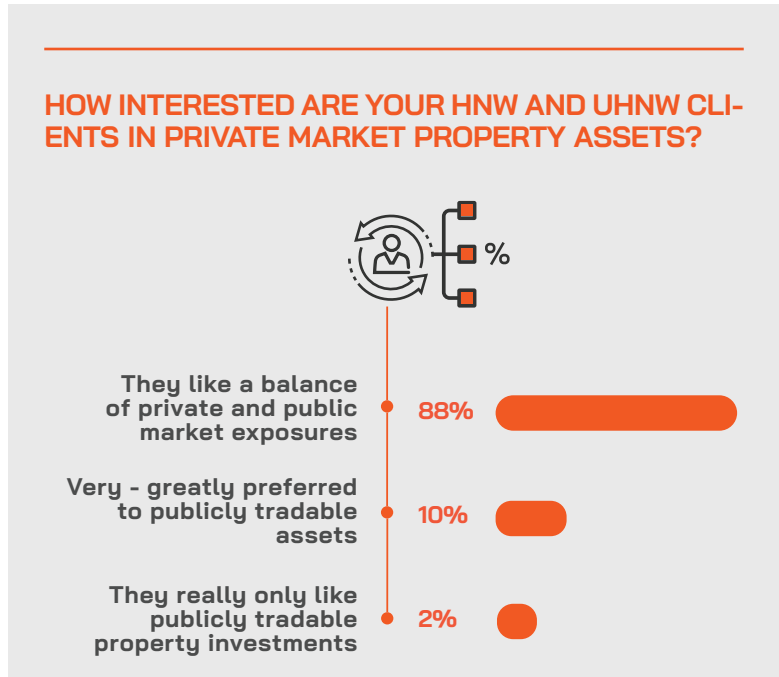 HOW INTERESTED ARE YOUR HNW AND UHNW CLI-
ENTS IN PRIVATE MARKET PROPERTY ASSETS?
%
They like a balance
of private and public
market exposures
88%
Very - greatly preferred
to publicly tradable
assets
10%
They really only like
publicly tradable
property investments
2%